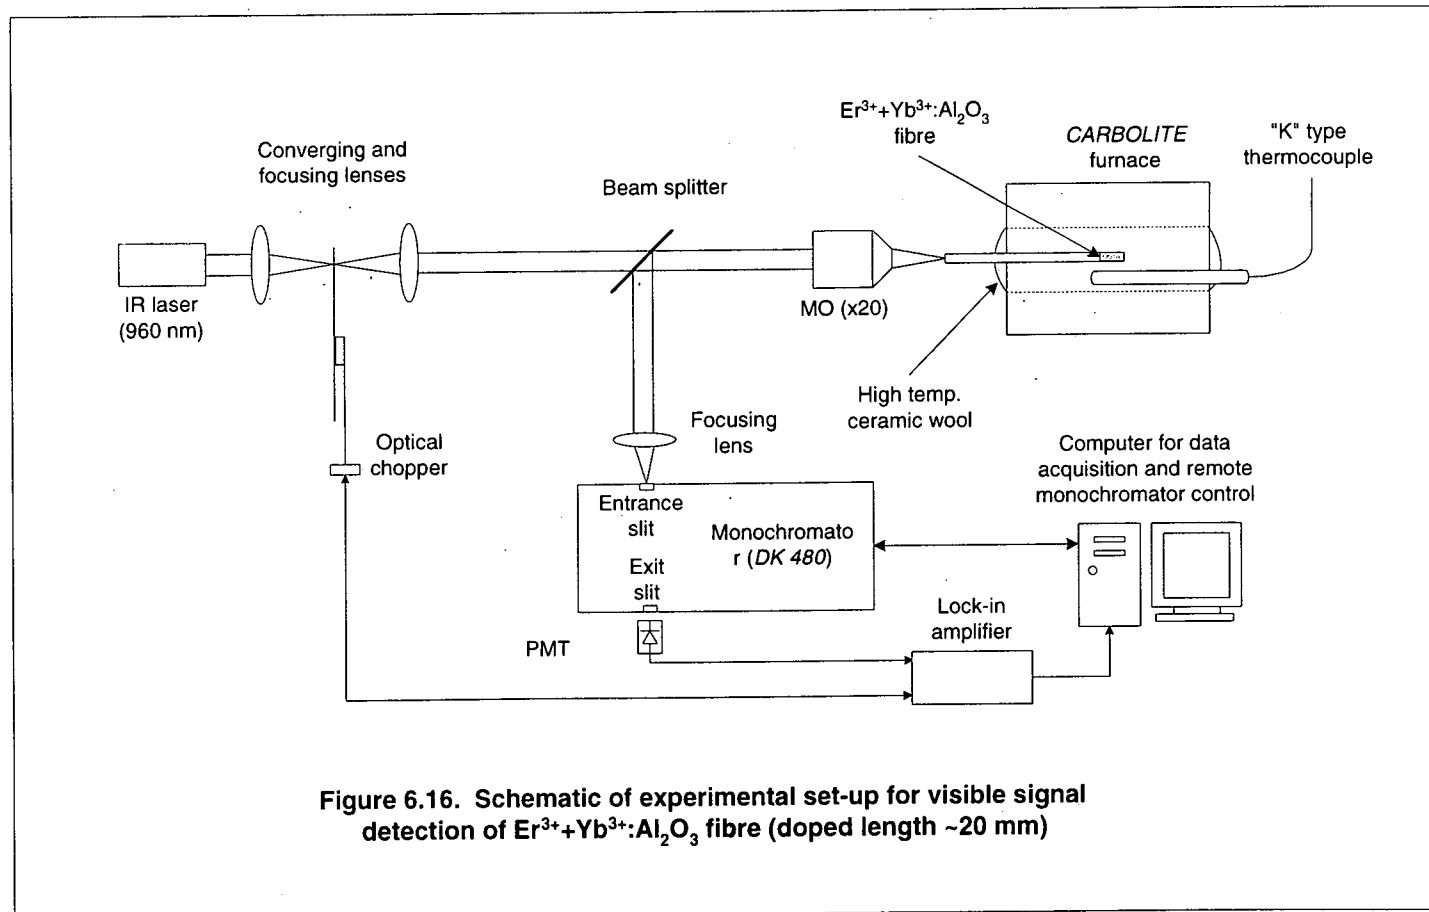 Er³⁺+Yb³⁺:Al₂O₃
fibre
CARBOLITE
furnace
"K" type
thermocouple
Converging and
focusing lenses
Beam splitter
IR laser
(960 nm)
MO (x20)
High temp.
ceramic wool
Optical
chopper
Focusing
lens
Computer for data
acquisition and remote
monochromator control
Entrance
slit
Monochromato
r (DK 480)
Exit
slit
PMT
Lock-in
amplifier
Figure 6.16. Schematic of experimental set-up for visible signal
detection of Er³⁺+Yb³⁺:Al₂O₃ fibre (doped length ~20 mm)